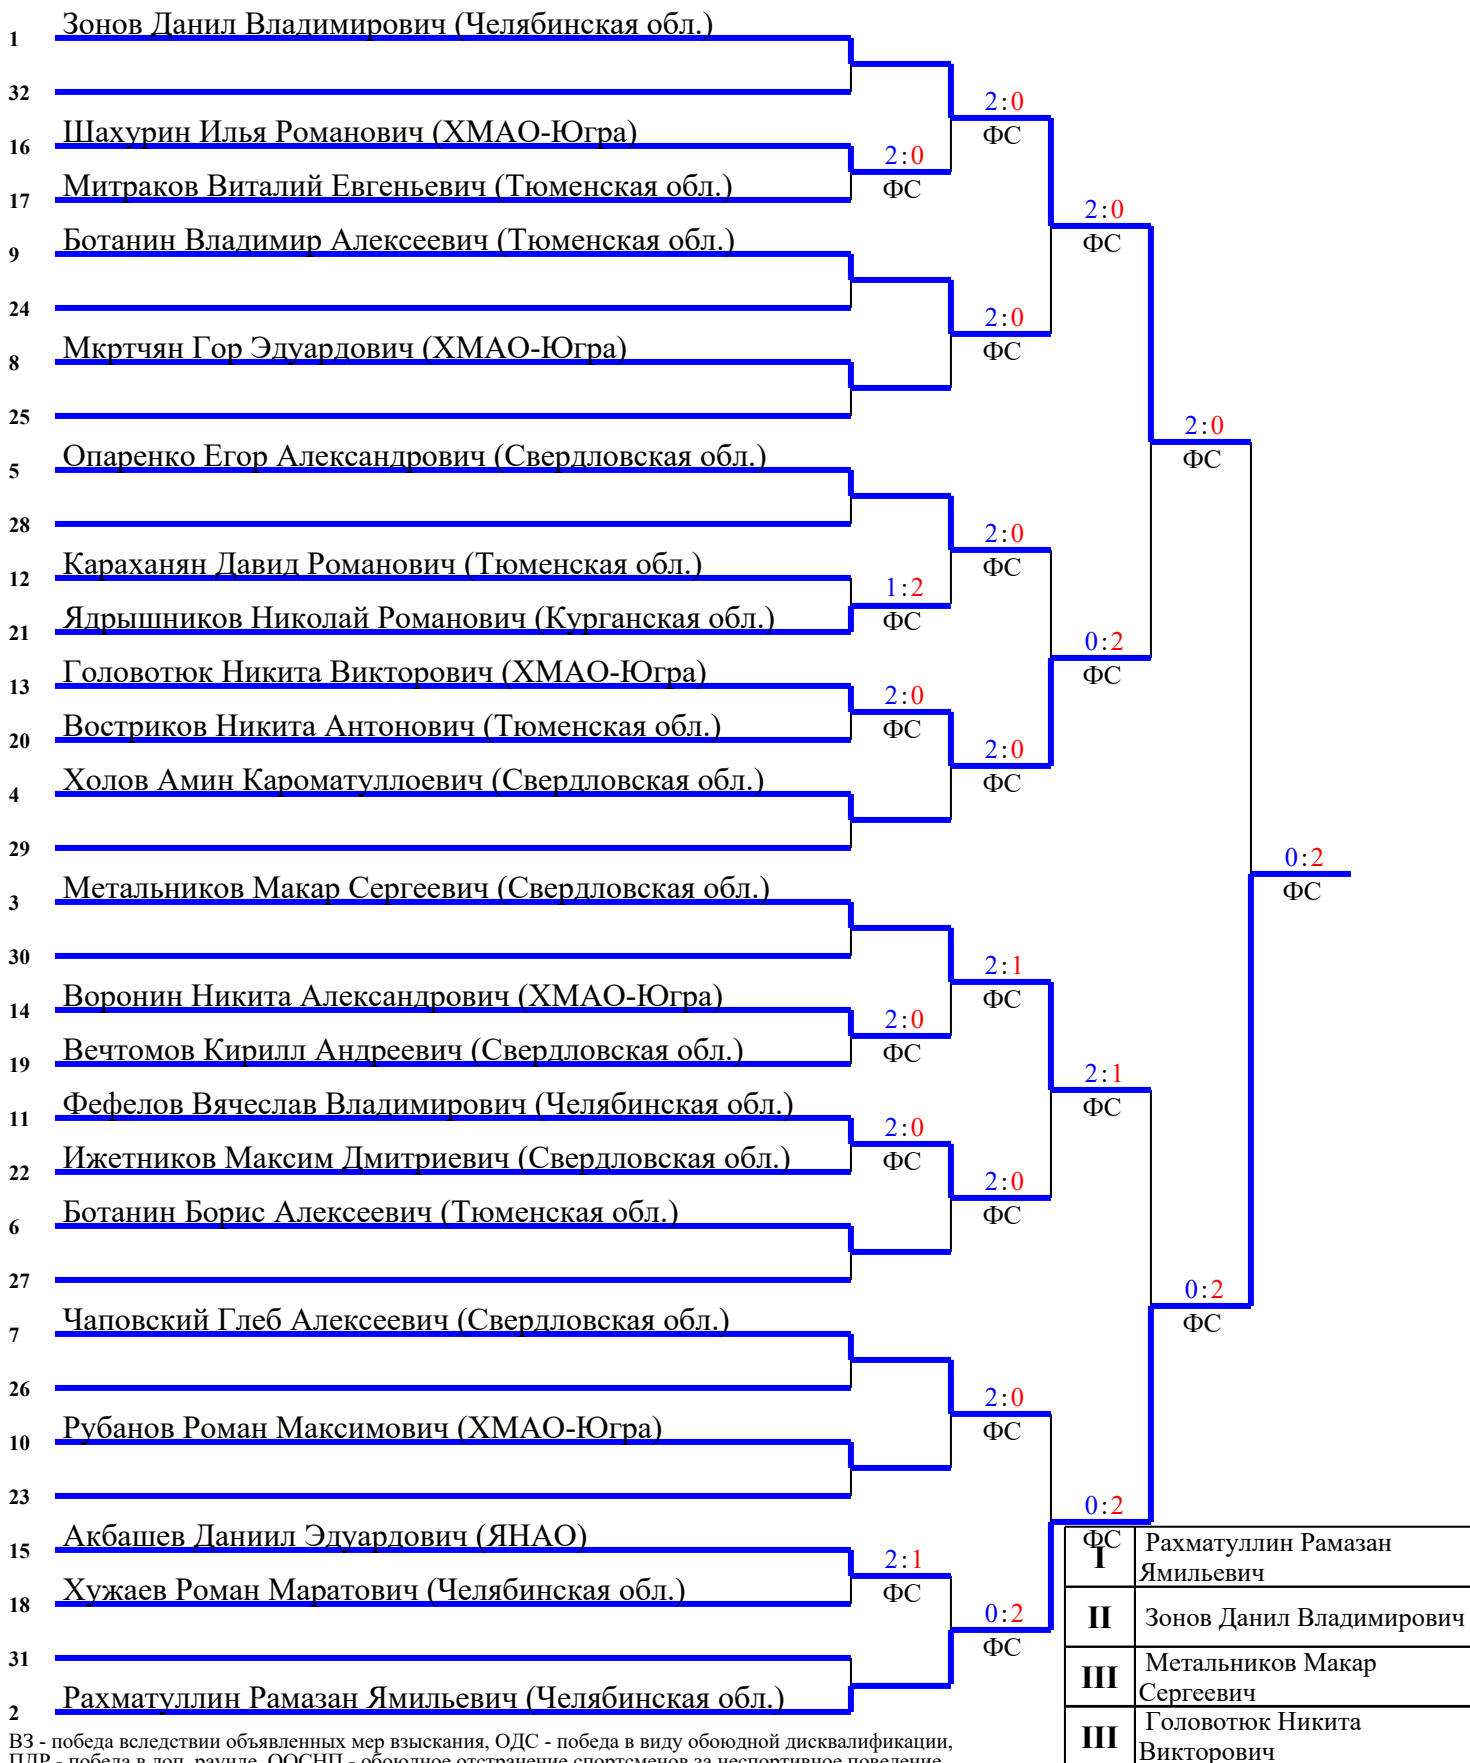 Зонов Данил Владимирович (Челябинская обл.)
1
32
2:0
ФС
Шахурин Илья Романович (ХМАО-Югра)
16
2:0
ФС
Митраков Виталий Евгеньевич (Тюменская обл.)
17
2:0
ФС
Ботанин Владимир Алексеевич (Тюменская обл.)
9
24
2:0
ФС
Мкртчян Гор Эдуардович (ХМАО-Югра)
8
25
2:0
ФС
Опаренко Егор Александрович (Свердловская обл.)
5
28
2:0
ФС
Караханян Давид Романович (Тюменская обл.)
12
1:2
ФС
Ядрышников Николай Романович (Курганская обл.)
21
0:2
ФС
Головотюк Никита Викторович (ХМАО-Югра)
13
2:0
ФС
Востриков Никита Антонович (Тюменская обл.)
20
2:0
ФС
Холов Амин Кароматуллоевич (Свердловская обл.)
4
29
0:2
ФС
Метальников Макар Сергеевич (Свердловская обл.)
3
30
2:1
ФС
Воронин Никита Александрович (ХМАО-Югра)
14
2:0
ФС
Вечтомов Кирилл Андреевич (Свердловская обл.)
19
2:1
ФС
Фефелов Вячеслав Владимирович (Челябинская обл.)
11
2:0
ФС
Ижетников Максим Дмитриевич (Свердловская обл.)
22
2:0
ФС
Ботанин Борис Алексеевич (Тюменская обл.)
6
27
0:2
ФС
Чаповский Глеб Алексеевич (Свердловская обл.)
7
26
2:0
ФС
Рубанов Роман Максимович (ХМАО-Югра)
10
23
0:2
ФС
Акбашев Даниил Эдуардович (ЯНАО)
15
2:1
ФС
Хужаев Роман Маратович (Челябинская обл.)
18
0:2
ФС
31
Рахматуллин Рамазан Ямильевич (Челябинская обл.)
2
I Рахматуллин Рамазан
Ямильевич
II Зонов Данил Владимирович
III Метальников Макар
Сергеевич
III Головотюк Никита
Викторович
ВЗ - победа вследствии объявленных мер взыскания, ОДС - победа в виду обоюдной дисквалификации,
ПДР - победа в доп. раунде, ООСНП - обоюдное отстранение спортсменов за неспортивное поведение